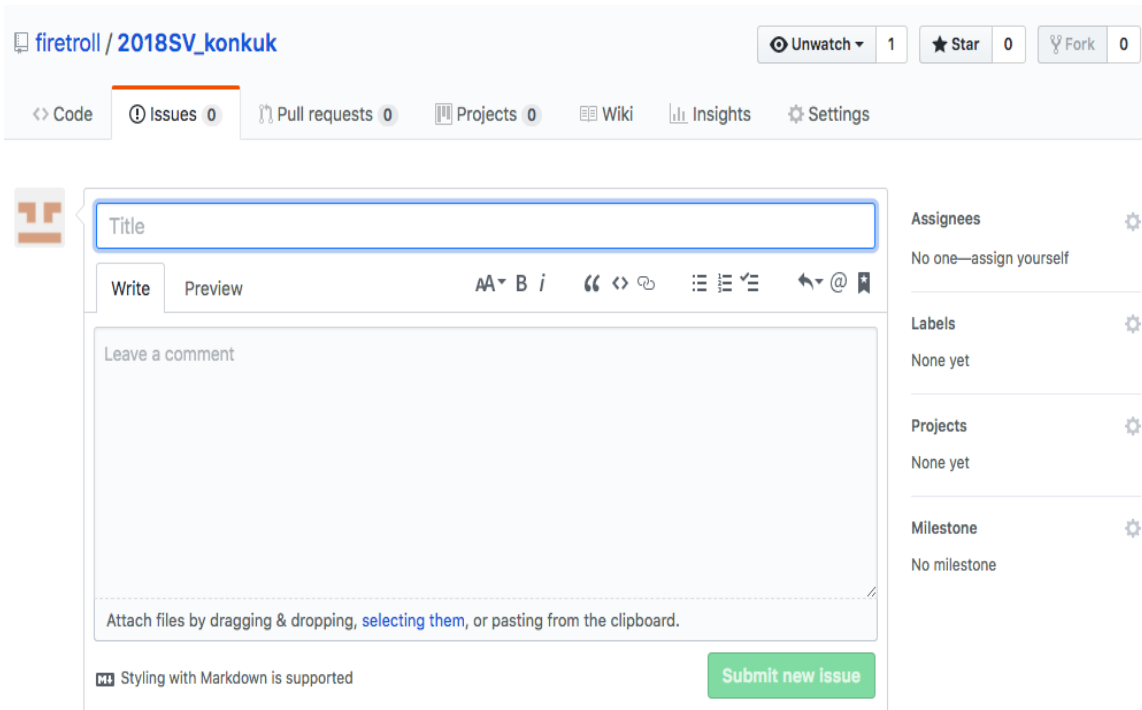 firetroll / 2018SV_konkuk
Unwatch 1 Star 0 Fork 0
Code Issues 0 Pull requests 0 Projects 0 Wiki Insights Settings
Title
Write Preview AA B i
Leave a comment
Attach files by dragging & dropping, selecting them, or pasting from the clipboard.
Styling with Markdown is supported
Submit new issue
Assignees
No one—assign yourself
Labels
None yet
Projects
None yet
Milestone
No milestone